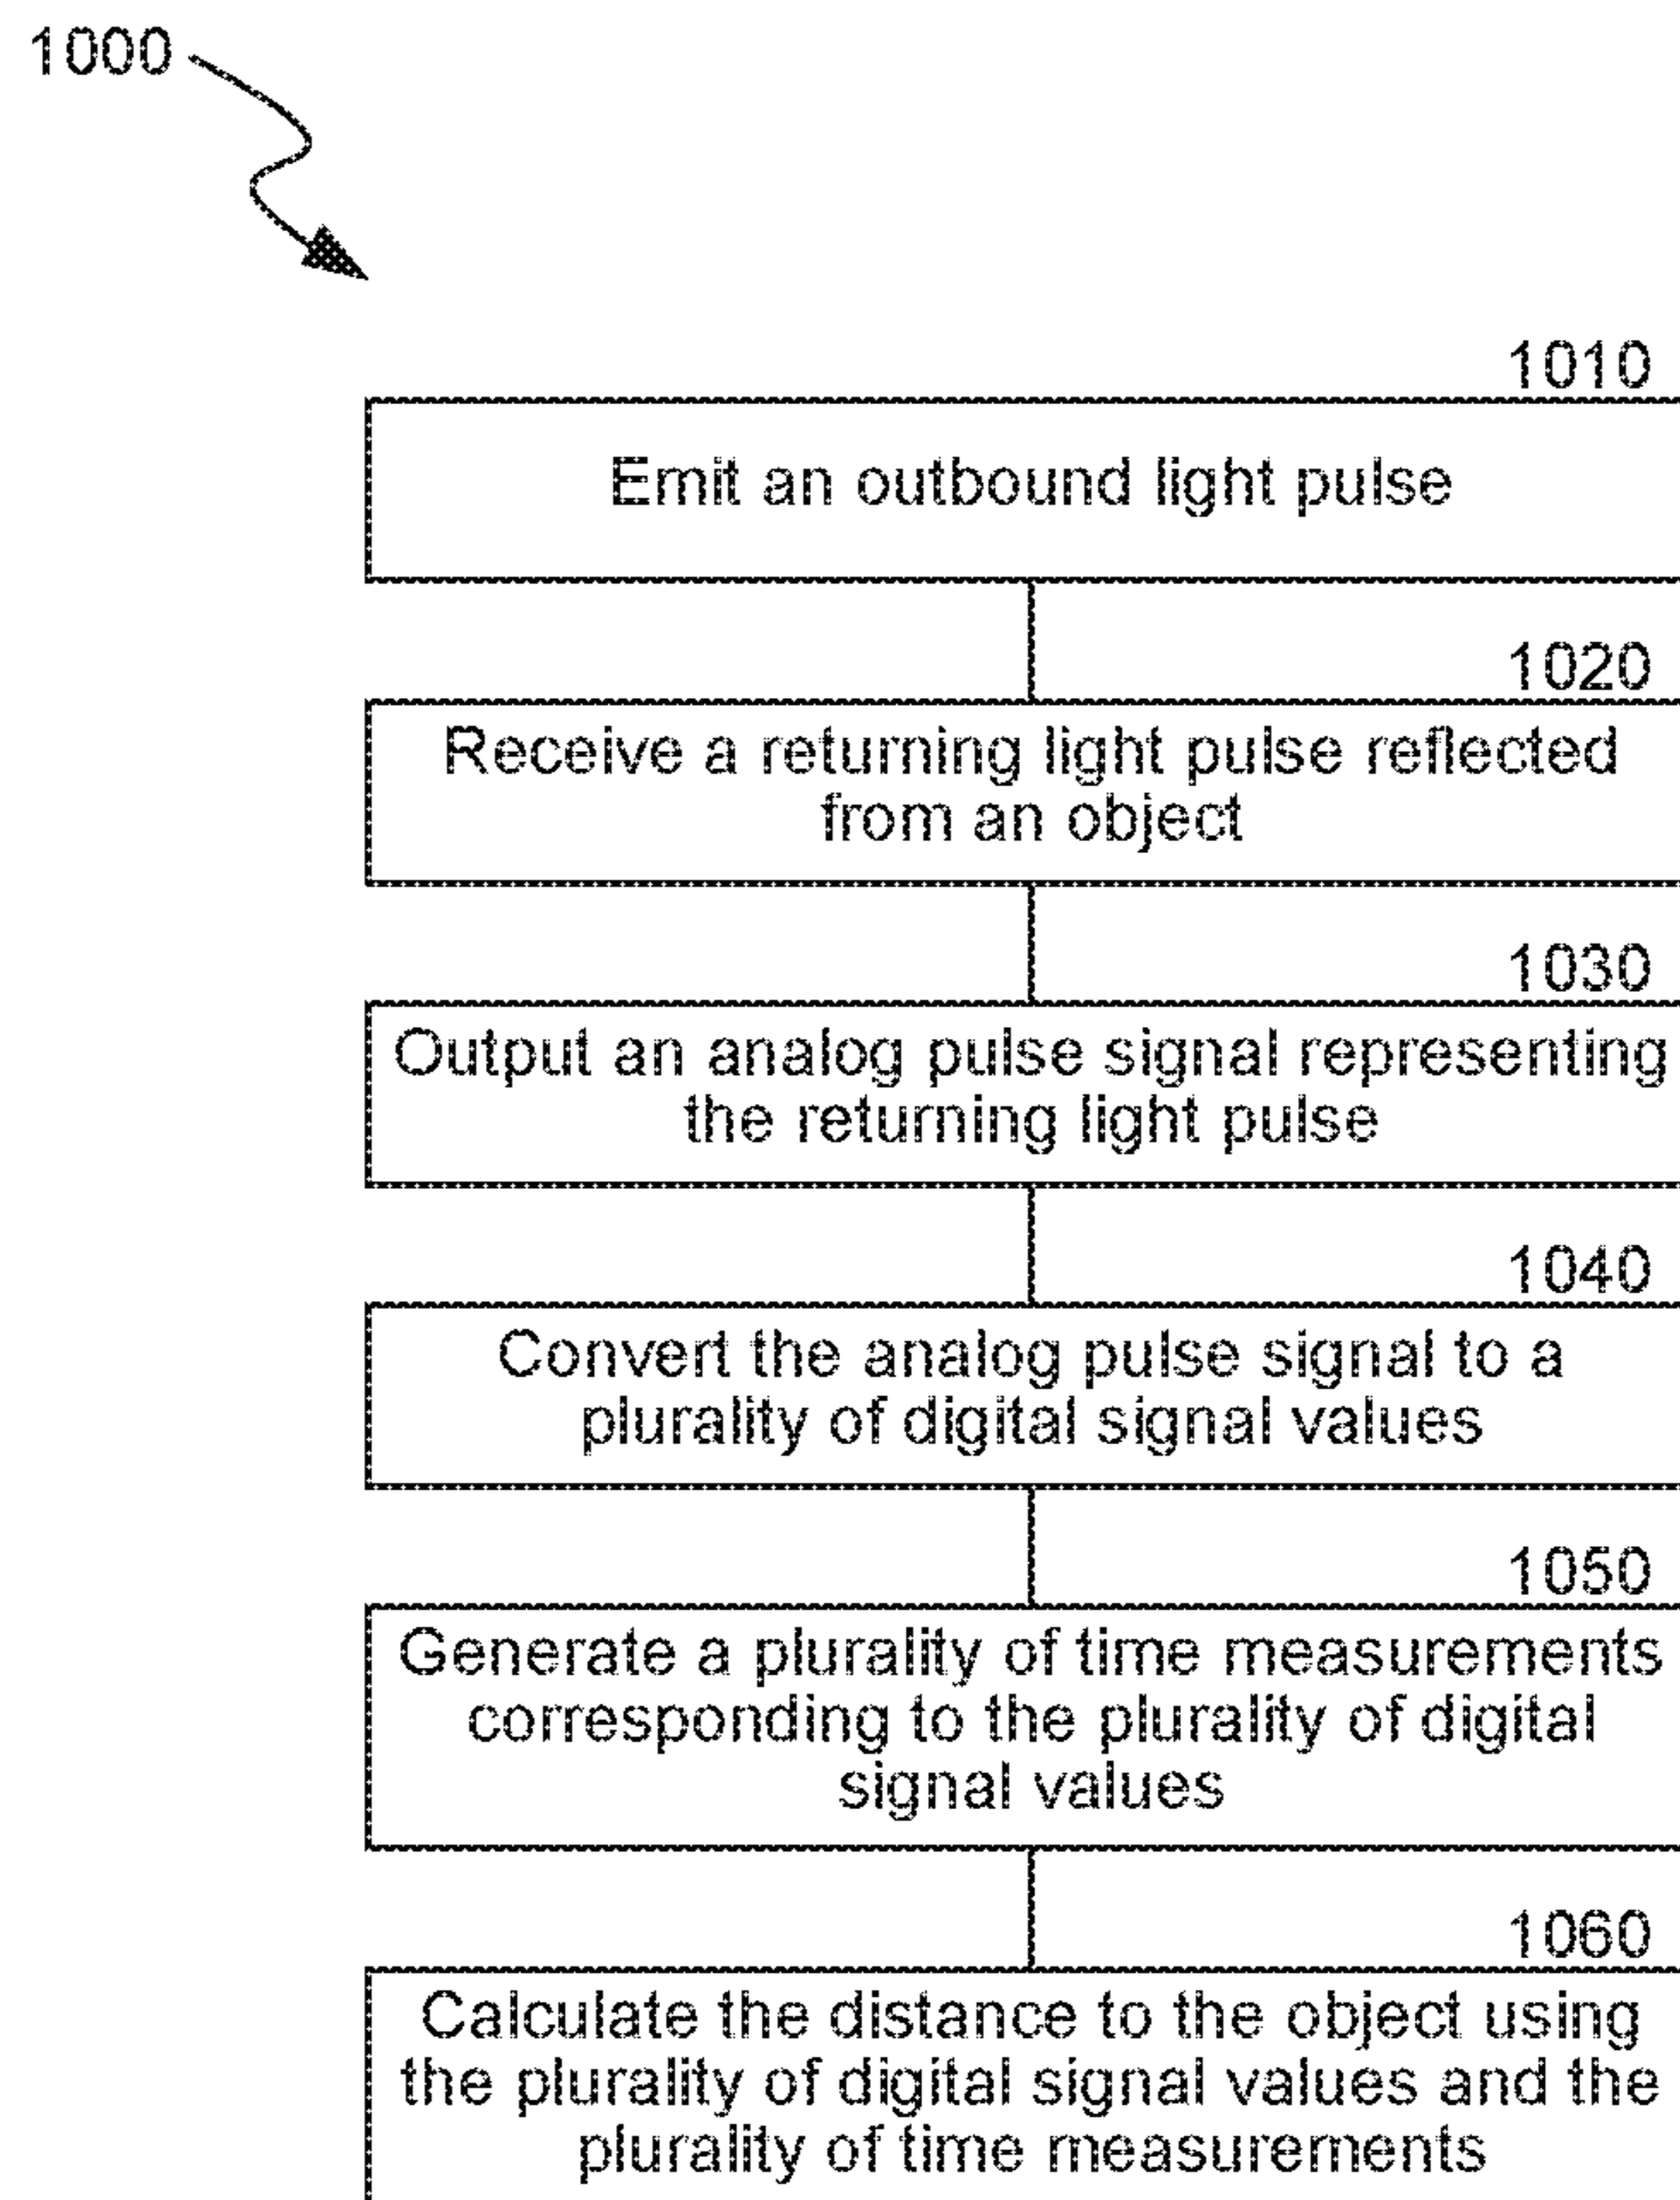 1000
1010
Emit an outbound light pulse
1020
Receive a returning light pulse reflected
from an object
1030
Output an analog pulse signal representing
the returning light pulse
1040
Convert the analog pulse signal to a
plurality of digital signal values
1050
Generate a plurality of time measurements
corresponding to the plurality of digital
signal values
1060
Calculate the distance to the object using
the plurality of digital signal values and the
plurality of time measurements